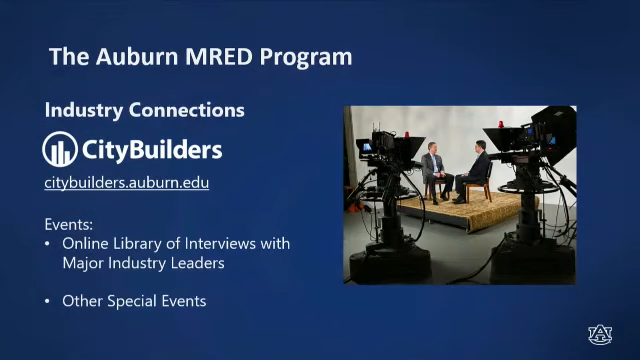 The Auburn MRED Program
Industry Connections
CityBuilders
citybuilders.auburn.edu
Events:
• Online Library of Interviews with
Major Industry Leaders
• Other Special Events
AU